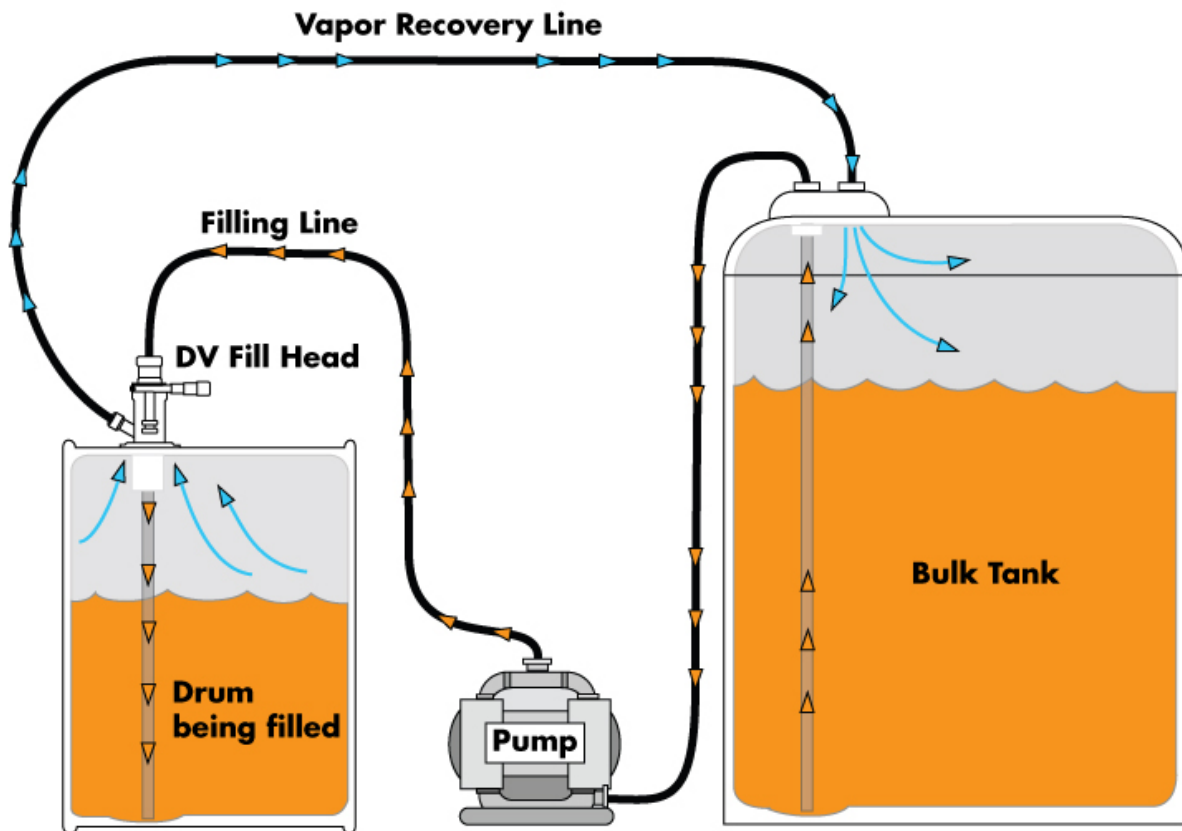 Vapor Recovery Line
Filling Line
DV Fill Head
Bulk Tank
Drum
being filled
Pump